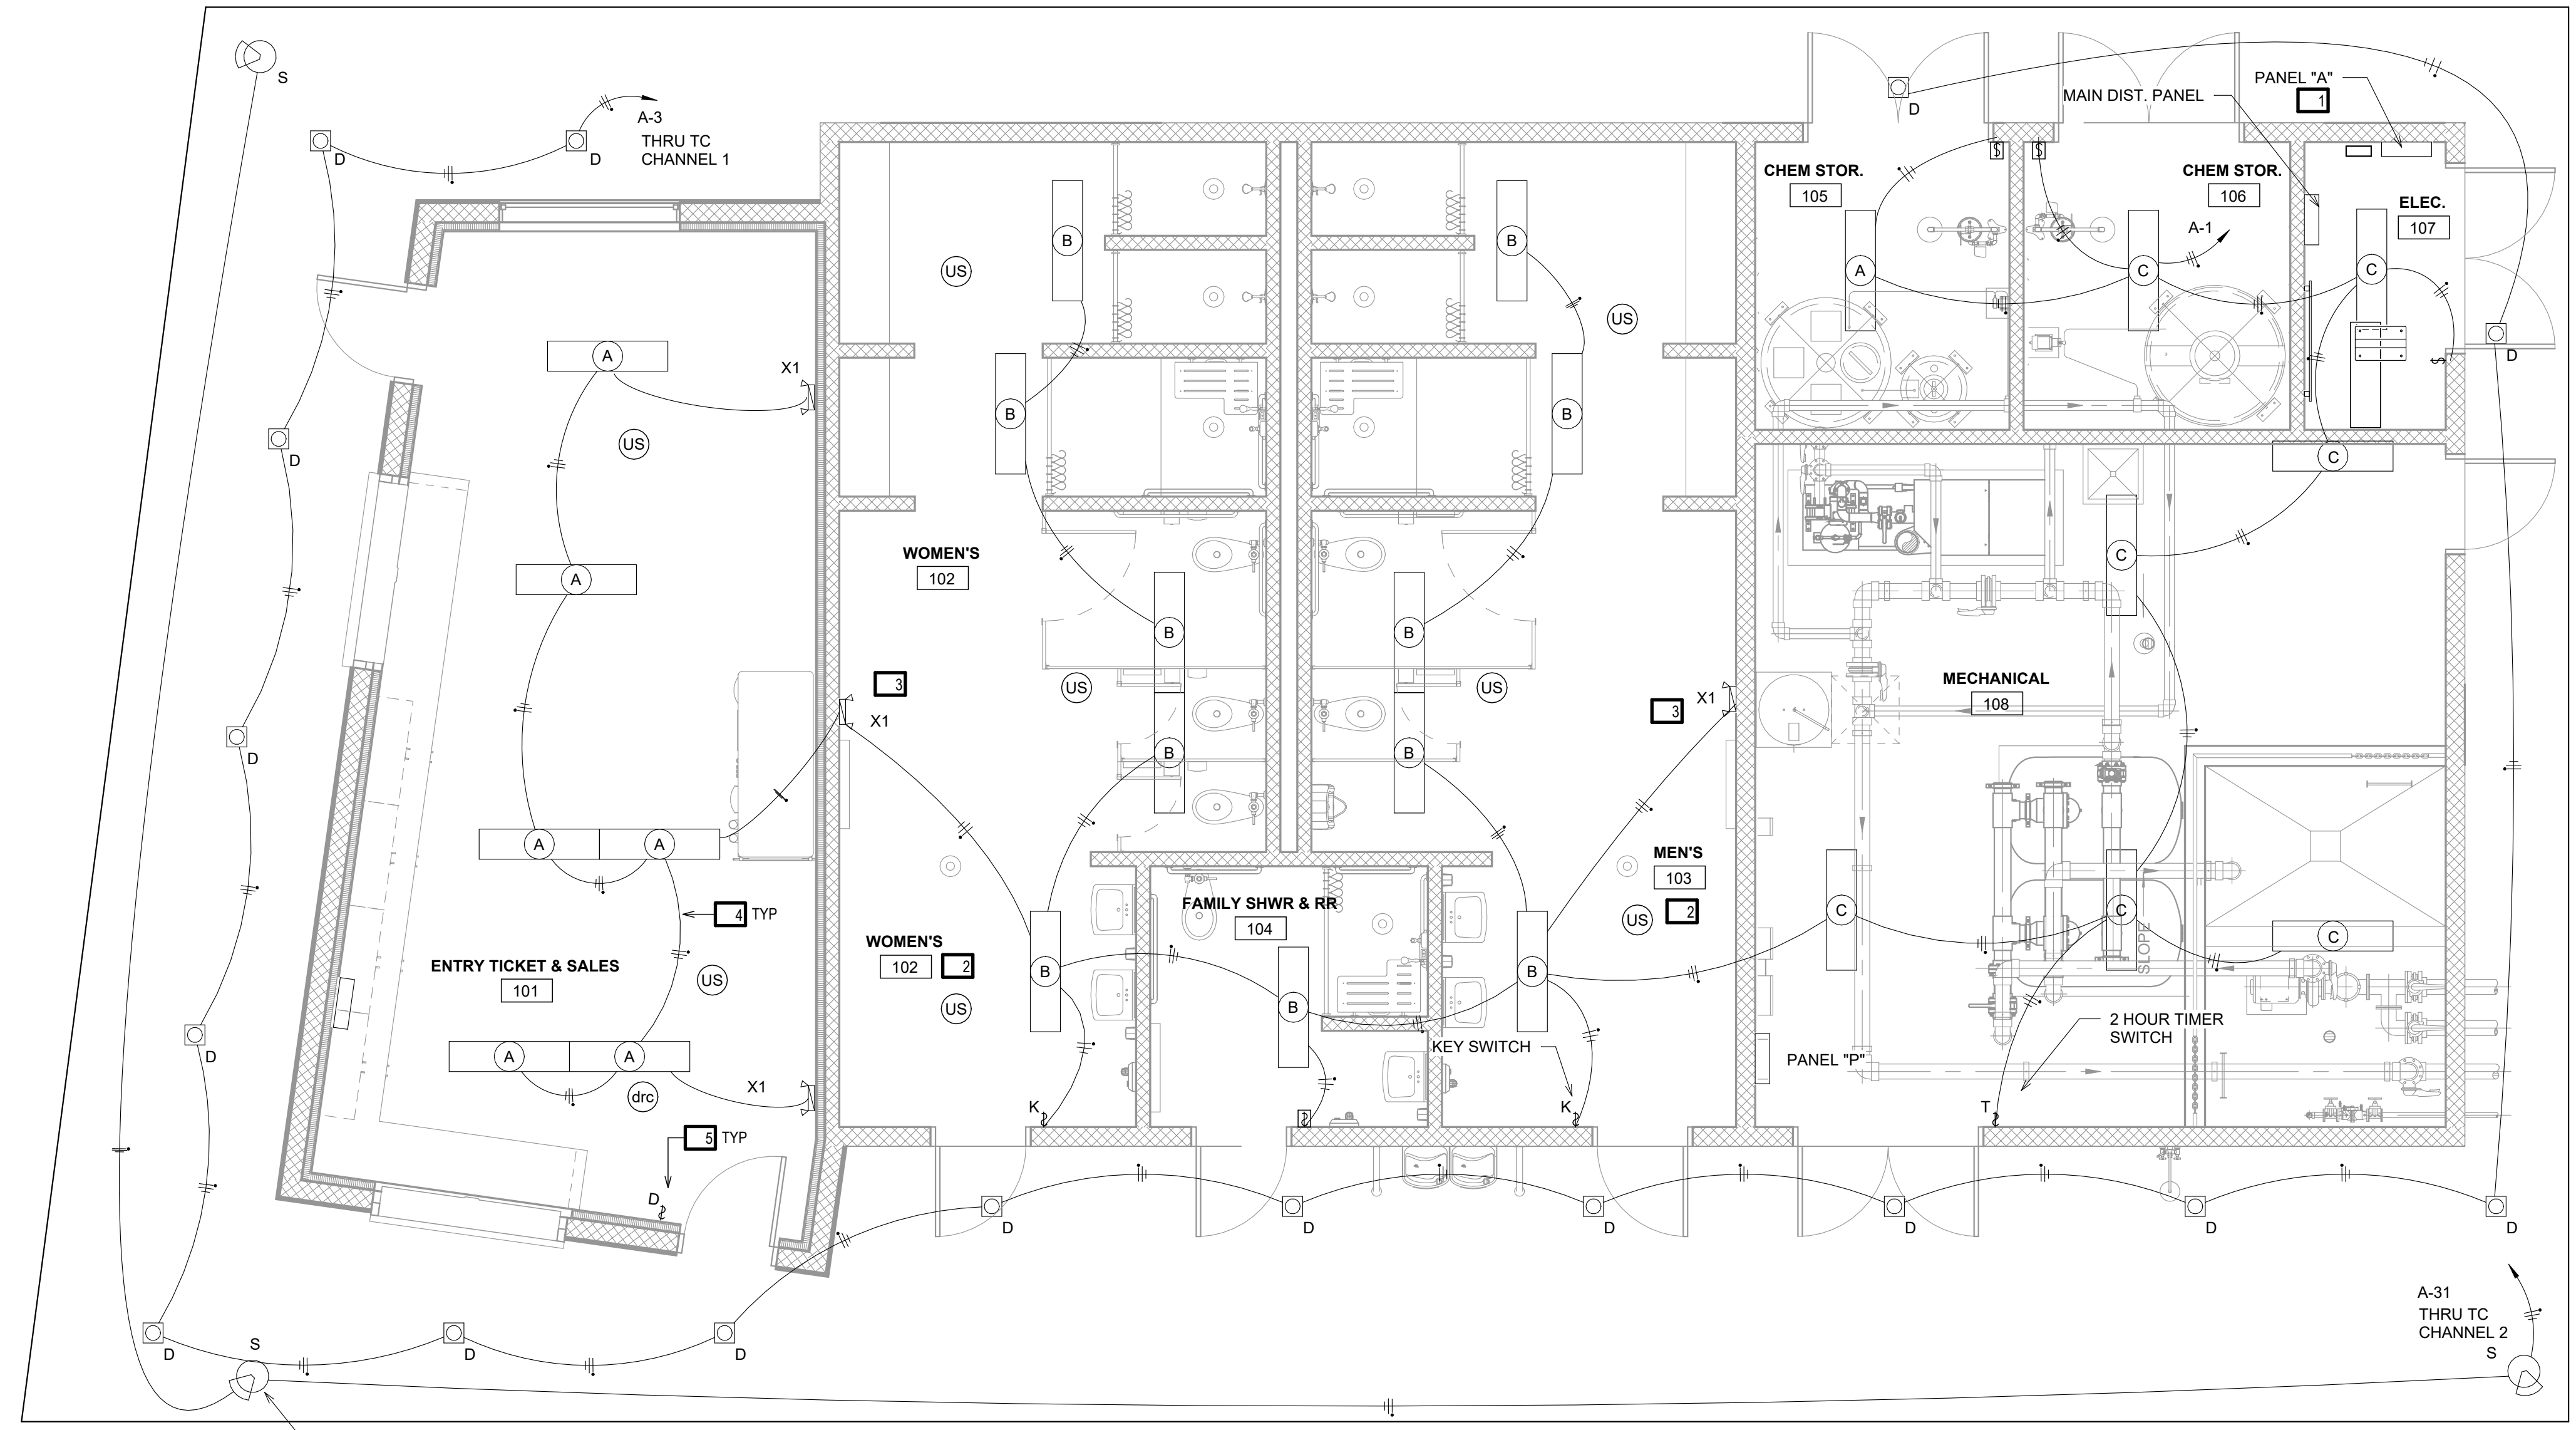 S
D
D
A-3
THRU TC
CHANNEL 1
D
PANEL "A"
1
MAIN DIST. PANEL
CHEM STOR.
105
CHEM STOR.
106
ELEC.
107
A-1
B
B
US
US
A
C
C
D
A
X1
US
B
B
D
C
WOMEN'S
102
A
B
B
C
3
X1
US
US
3
X1
MECHANICAL
108
D
B
B
A
A
MEN'S
103
4 TYP
FAMILY SHWR & RR
104
US
2
C
C
C
SLOPE
WOMEN'S
102
2
ENTRY TICKET & SALES
101
US
US
B
B
B
D
A
A
X1
drc
KEY SWITCH
PANEL "P"
2 HOUR TIMER
SWITCH
K
K
T
5 TYP
D
D
D
D
D
D
D
A-31
THRU TC
CHANNEL 2
S
D
D
D
S